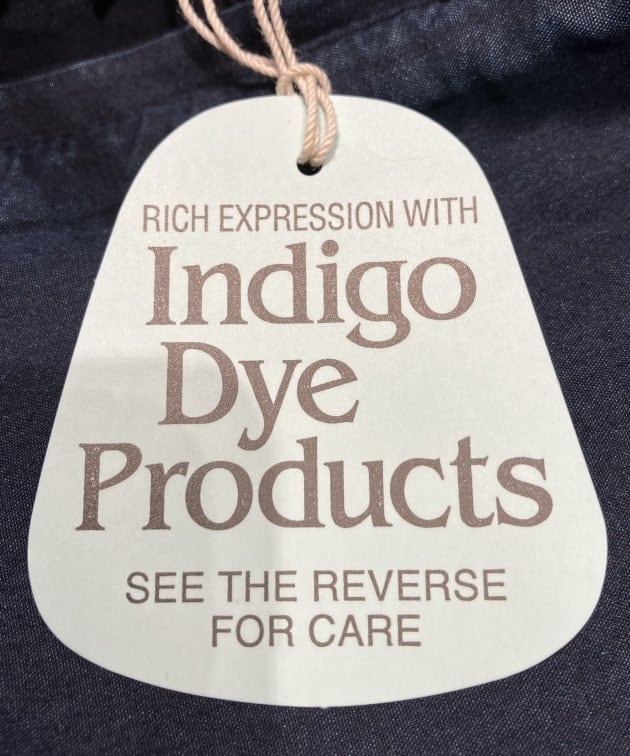 RICH EXPRESSION WITH
Indigo
Dye
Products
SEE THE REVERSE
FOR CARE